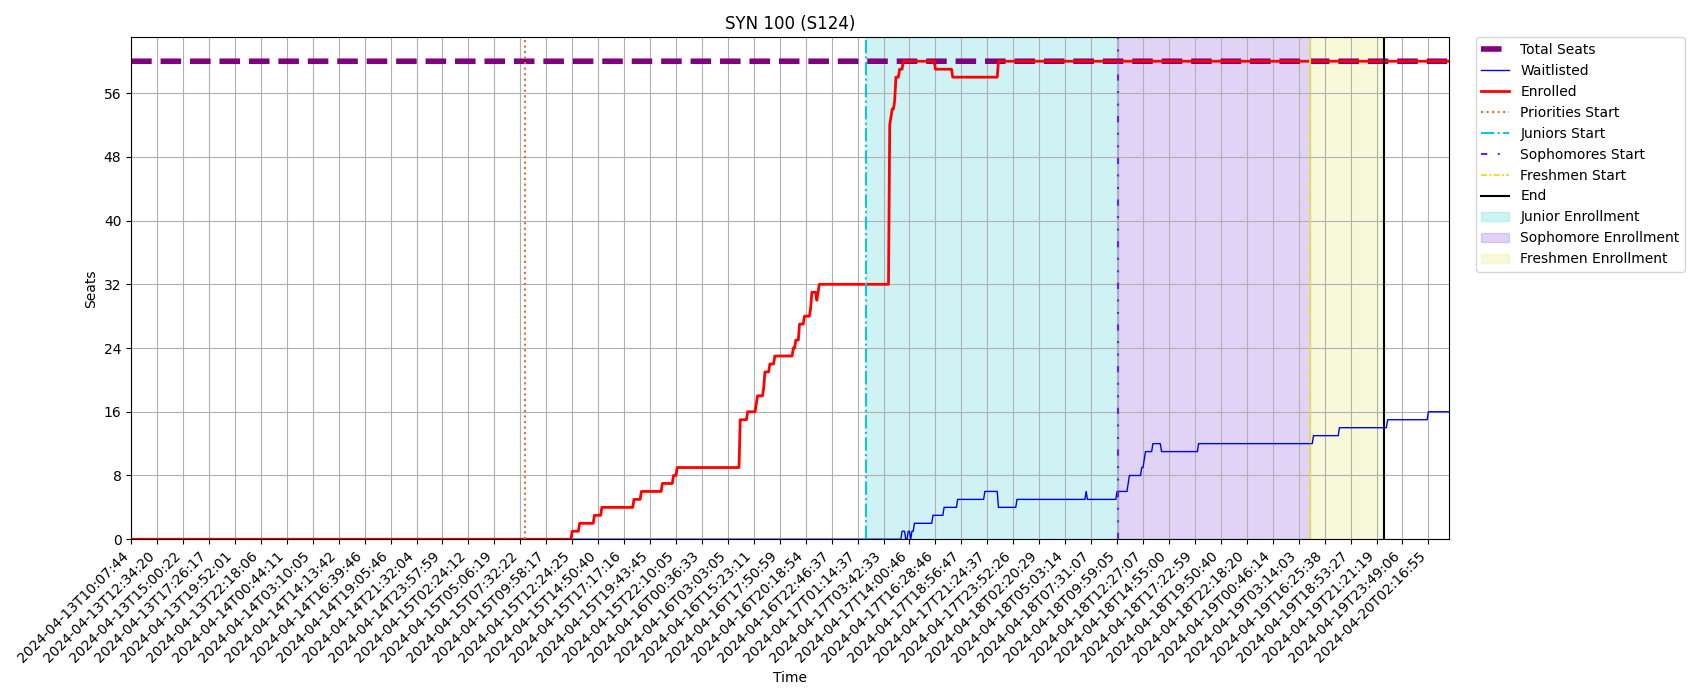 SYN 100 (S124)
Total Seats
Waitlisted
Enrolled
Priorities Start
Juniors Start
Sophomores Start
Freshmen Start
End
Junior Enrollment
Sophomore Enrollment
Freshmen Enrollment
Seats
56
48
40
32
24
16
8
0
2024-04-13T10:07:44
2024-04-13T12:34:20
2024-04-13T15:00:22
2024-04-13T17:26:17
2024-04-13T19:52:01
2024-04-13T22:18:06
2024-04-14T00:44:11
2024-04-14T03:10:05
2024-04-14T14:13:42
2024-04-14T16:39:46
2024-04-14T19:05:46
2024-04-14T21:32:04
2024-04-14T23:57:59
2024-04-15T02:24:12
2024-04-15T05:06:19
2024-04-15T07:32:22
2024-04-15T09:58:17
2024-04-15T12:24:25
2024-04-15T14:50:40
2024-04-15T17:17:16
2024-04-15T19:43:45
2024-04-15T22:10:05
2024-04-16T00:36:33
2024-04-16T03:03:05
2024-04-16T15:23:11
2024-04-16T17:50:59
2024-04-16T20:18:54
2024-04-16T22:46:37
2024-04-17T01:14:37
2024-04-17T03:42:33
2024-04-17T14:00:46
2024-04-17T16:28:46
2024-04-17T18:56:47
2024-04-17T21:24:37
2024-04-17T23:52:26
2024-04-18T02:20:29
2024-04-18T05:03:14
2024-04-18T07:31:07
2024-04-18T09:59:05
2024-04-18T12:27:07
2024-04-18T14:55:00
2024-04-18T17:22:59
2024-04-18T19:50:40
2024-04-18T22:18:20
2024-04-19T00:46:14
2024-04-19T03:14:03
2024-04-19T16:25:38
2024-04-19T18:53:27
2024-04-19T21:21:19
2024-04-19T23:49:06
2024-04-20T02:16:55
Time